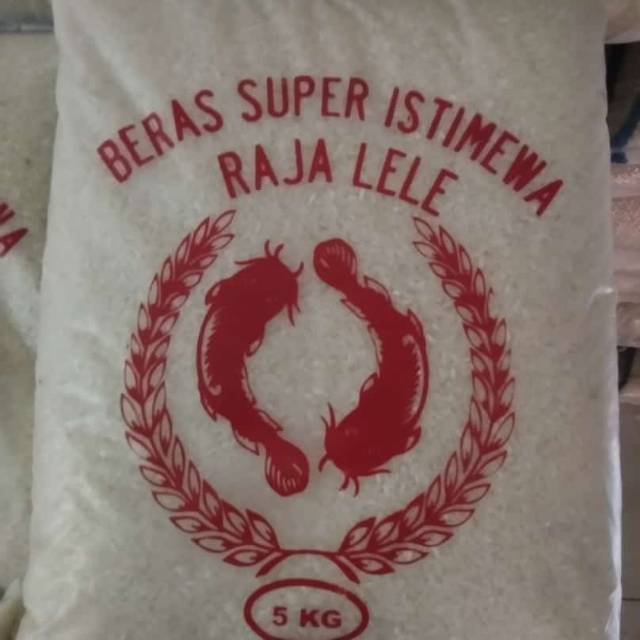 BERAS SUPER ISTIMEWA
RAJA LELE
5 KG